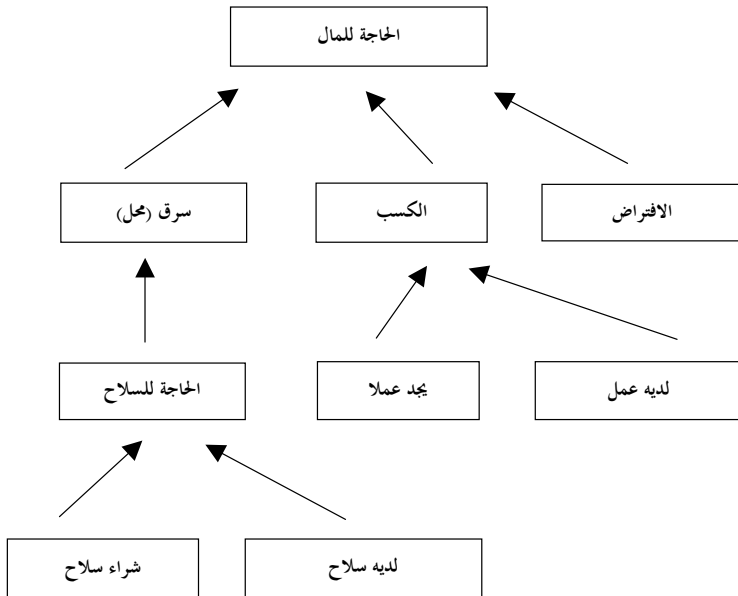 الحاجة للمال
الافتراض
الكسب
سرق (محل)
لديه عمل
يجد عملا
الحاجة للسلاح
لديه سلاح
شراء سلاح